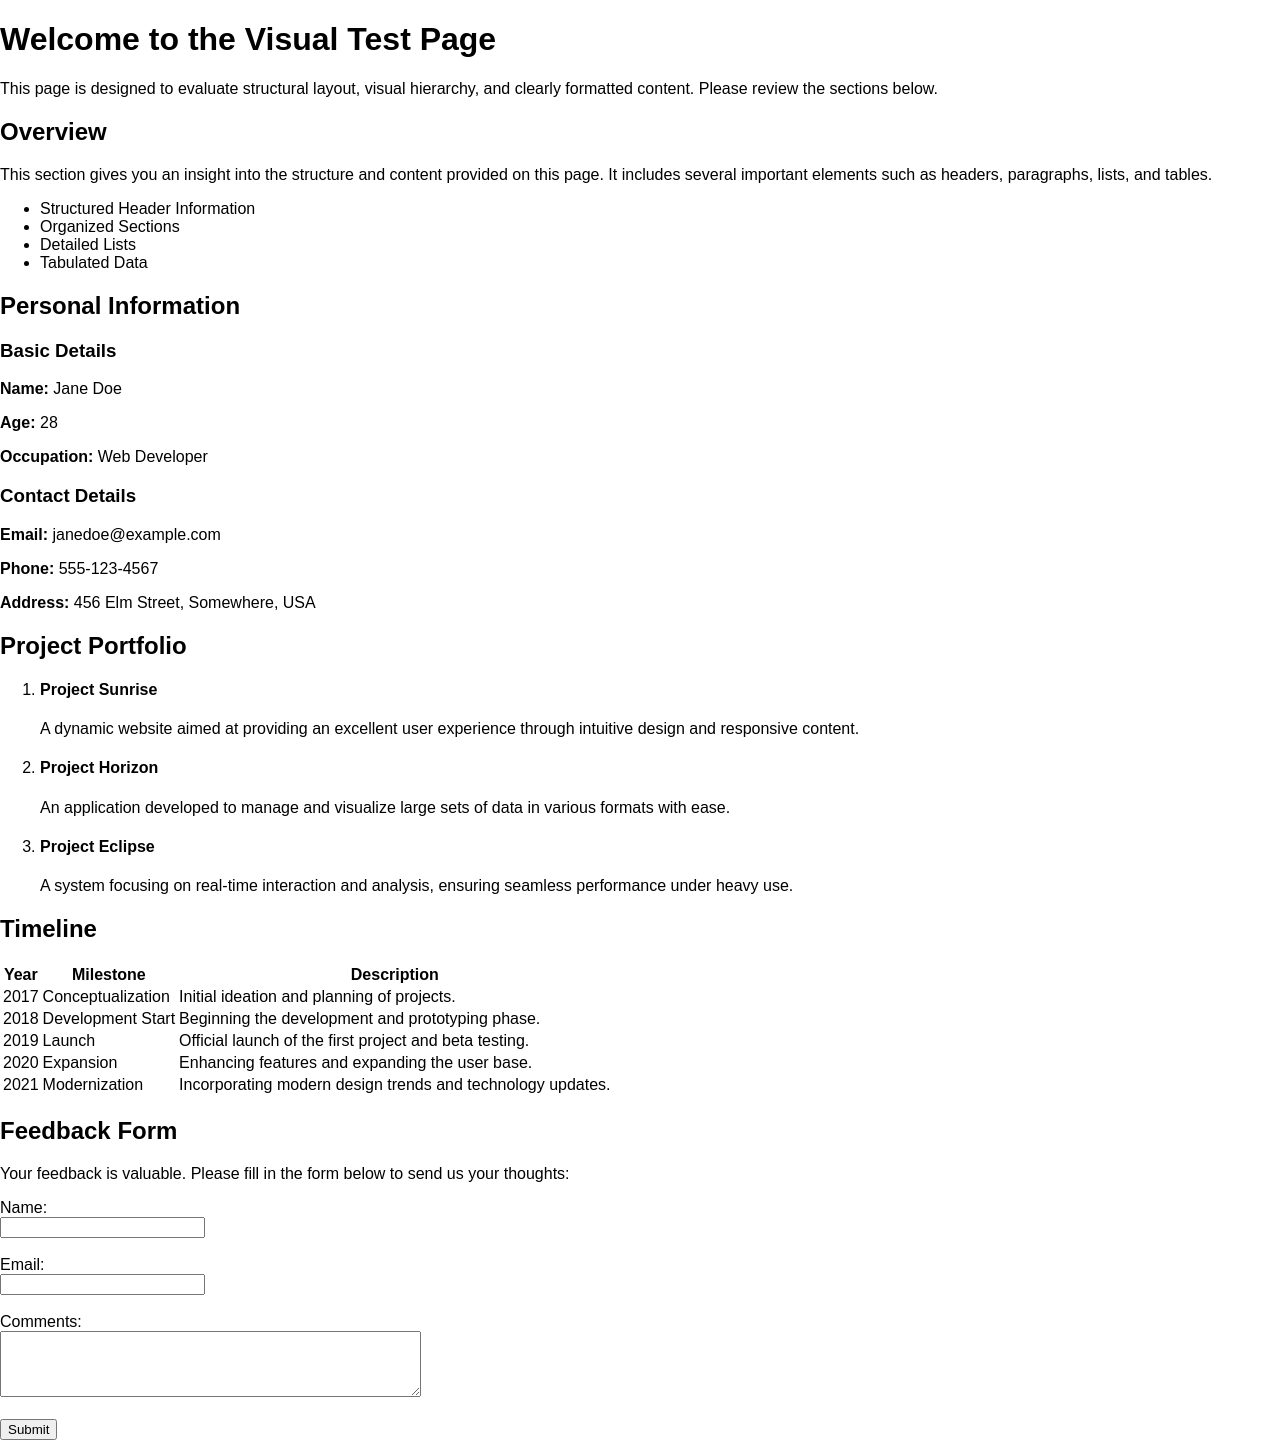 Welcome to the Visual Test Page
This page is designed to evaluate structural layout, visual hierarchy, and clearly formatted content. Please review the sections below.
Overview
This section gives you an insight into the structure and content provided on this page. It includes several important elements such as headers, paragraphs, lists, and tables.
• Structured Header Information
• Organized Sections
• Detailed Lists
• Tabulated Data
Personal Information
Basic Details
Name: Jane Doe
Age: 28
Occupation: Web Developer
Contact Details
Email: janedoe@example.com
Phone: 555-123-4567
Address: 456 Elm Street, Somewhere, USA
Project Portfolio
1. Project Sunrise
A dynamic website aimed at providing an excellent user experience through intuitive design and responsive content.
2. Project Horizon
An application developed to manage and visualize large sets of data in various formats with ease.
3. Project Eclipse
A system focusing on real-time interaction and analysis, ensuring seamless performance under heavy use.
Timeline
Year Milestone Description
2017 Conceptualization Initial ideation and planning of projects.
2018 Development Start Beginning the development and prototyping phase.
2019 Launch Official launch of the first project and beta testing.
2020 Expansion Enhancing features and expanding the user base.
2021 Modernization Incorporating modern design trends and technology updates.
Feedback Form
Your feedback is valuable. Please fill in the form below to send us your thoughts:
Name:
Email:
Comments:
Submit